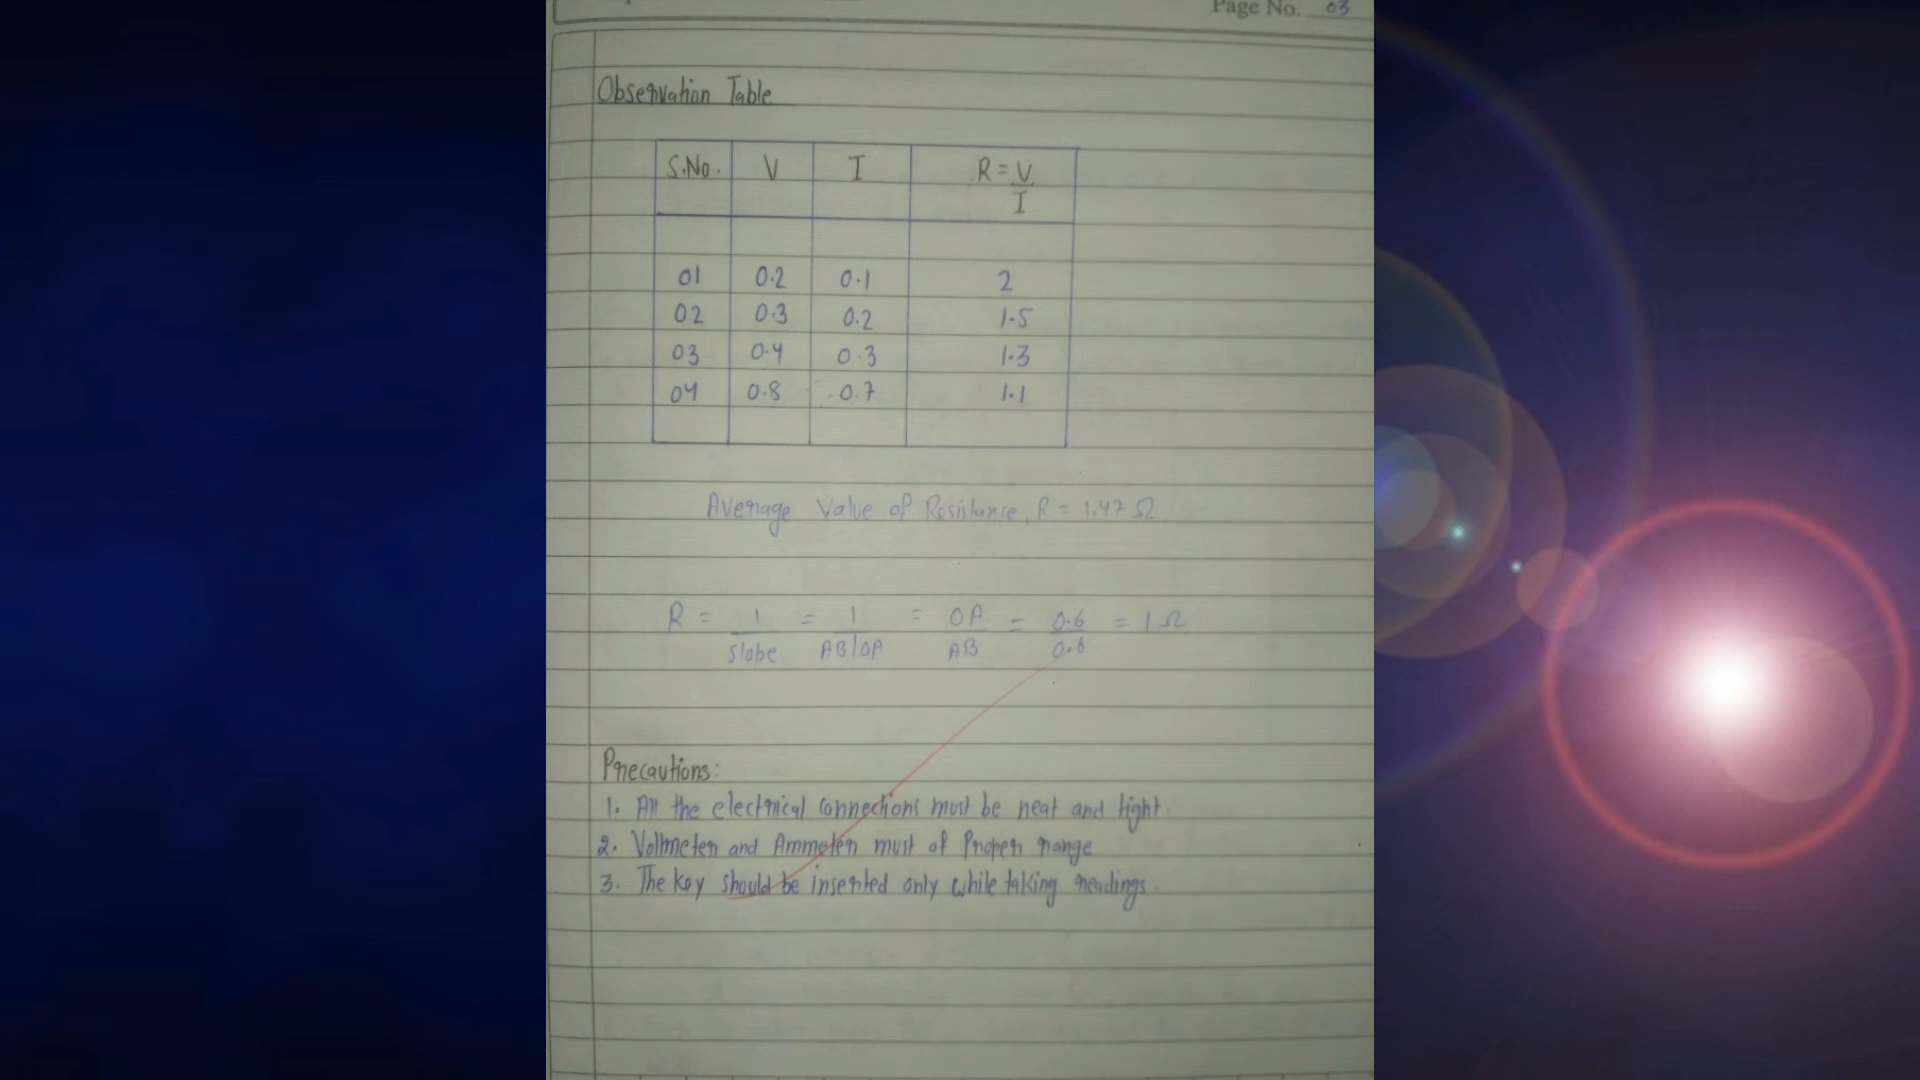 Page No. 03
Observation Table
S.No. V I R = V/I
01 0.2 0.1 2
02 0.3 0.2 1.5
03 0.4 0.3 1.3
04 0.8 0.7 1.1
Average Value of Resistance, R = 1.47 Ω
R = 1/Slope = 1/AB/OA = OA/AB = 0.6/0.6 = 1 Ω
Precautions:
1. All the electrical connections must be neat and tight.
2. Voltmeter and Ammeter must of Proper range
3. The key should be inserted only while taking readings.